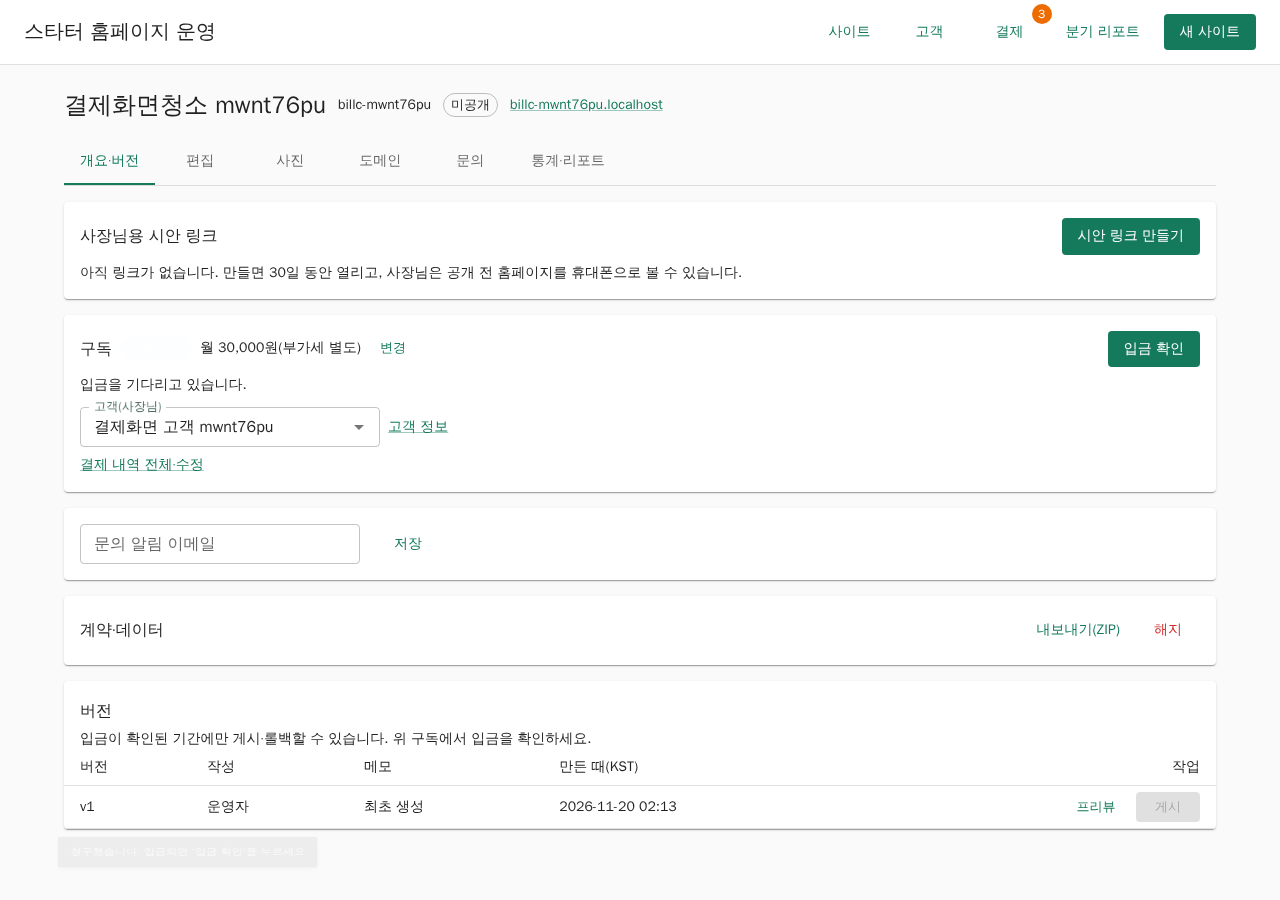 스타터 홈페이지 운영
사이트
고객
결제
3
분기 리포트
새 사이트
결제화면청소 mwnt76pu
billc-mwnt76pu
미공개
billc-mwnt76pu.localhost
개요·버전
편집
사진
도메인
문의
통계·리포트
사장님용 시안 링크
시안 링크 만들기
아직 링크가 없습니다. 만들면 30일 동안 열리고, 사장님은 공개 전 홈페이지를 휴대폰으로 볼 수 있습니다.
구독
월 30,000원(부가세 별도)
변경
입금 확인
입금을 기다리고 있습니다.
고객(사장님)
결제화면 고객 mwnt76pu
고객 정보
결제 내역 전체·수정
문의 알림 이메일
저장
계약·데이터
내보내기(ZIP)
해지
버전
입금이 확인된 기간에만 게시·롤백할 수 있습니다. 위 구독에서 입금을 확인하세요.
버전 작성 메모 만든 때(KST) 작업
v1 운영자 최초 생성 2026-11-20 02:13 프리뷰 게시